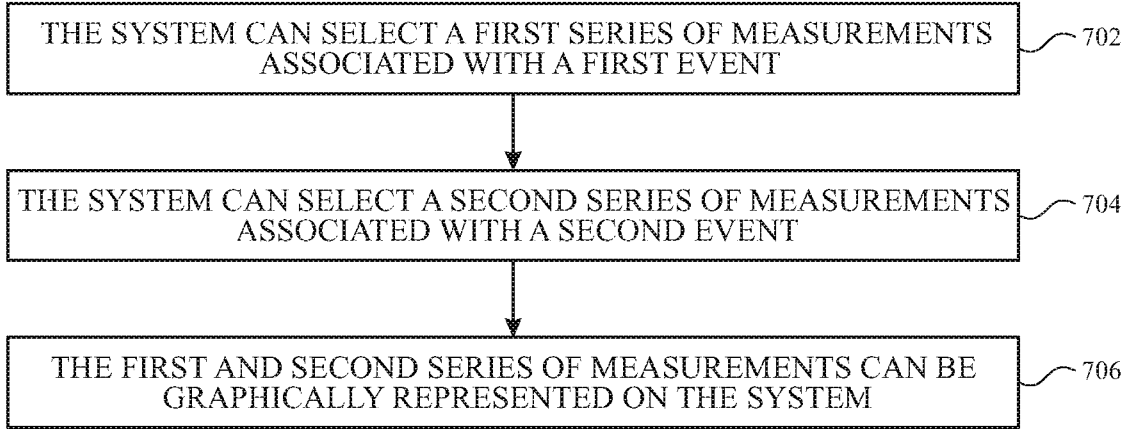 THE SYSTEM CAN SELECT A FIRST SERIES OF MEASUREMENTS
ASSOCIATED WITH A FIRST EVENT
702
THE SYSTEM CAN SELECT A SECOND SERIES OF MEASUREMENTS
ASSOCIATED WITH A SECOND EVENT
704
THE FIRST AND SECOND SERIES OF MEASUREMENTS CAN BE
GRAPHICALLY REPRESENTED ON THE SYSTEM
706